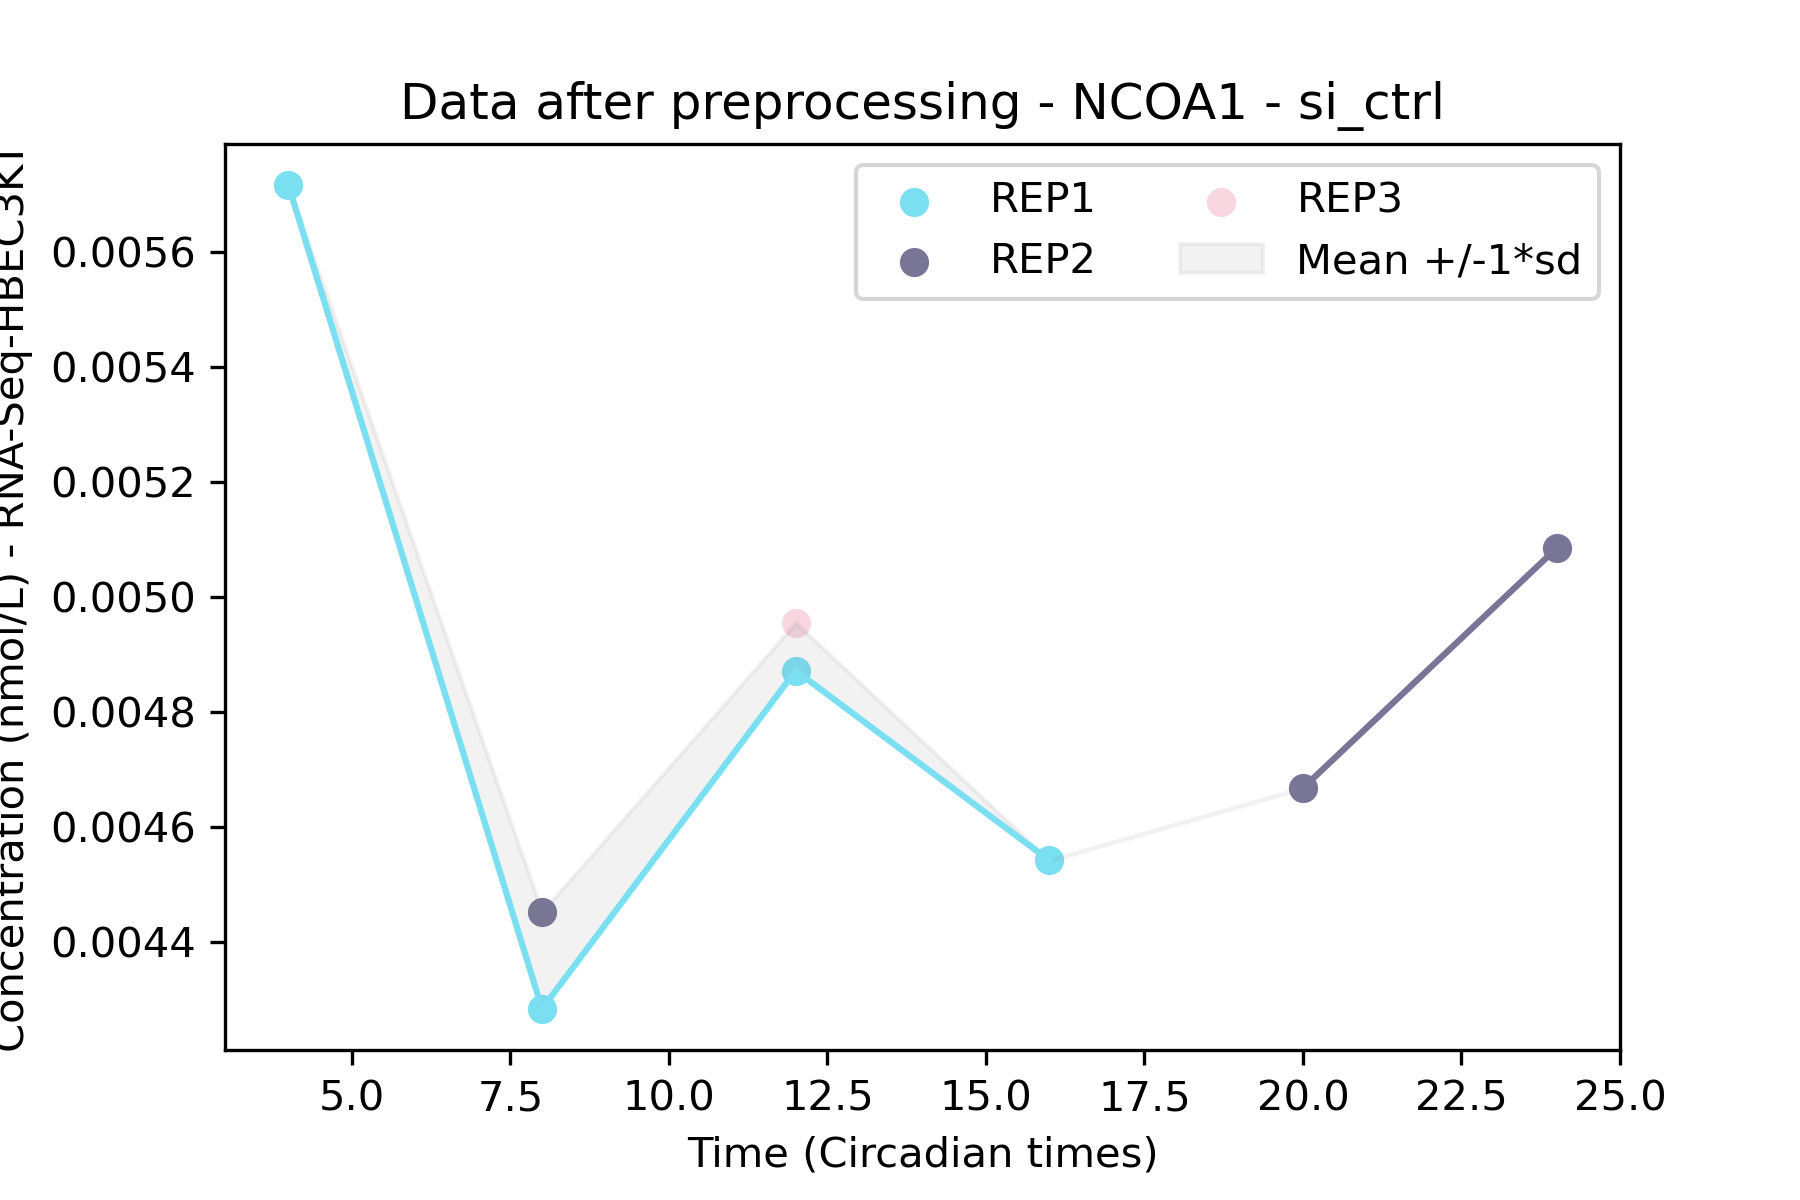 Data after preprocessing - NCOA1 - si_ctrl
REP1
REP2
REP3
Mean +/-1*sd
Concentration (nmol/L) - RNA-Seq-HBEC3KT
0.0056
0.0054
0.0052
0.0050
0.0048
0.0046
0.0044
5.0 7.5 10.0 12.5 15.0 17.5 20.0 22.5 25.0
Time (Circadian times)